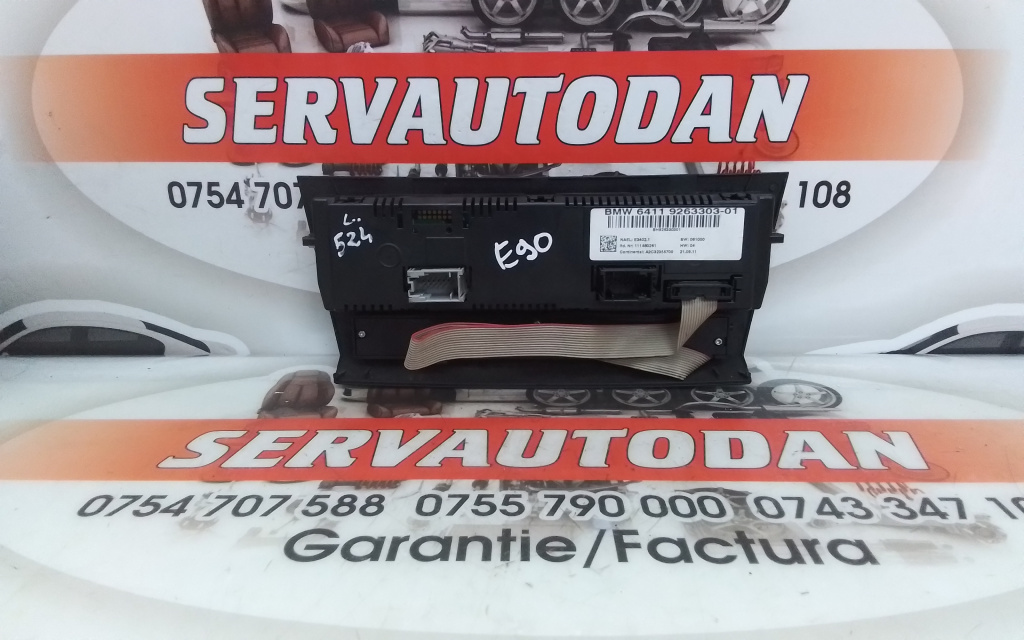 SERVAUTODAN
0754 707 108
L..
524
E90
BMW 6411 9263303-01
SERVAUTODAN
0754 707 588 0755 790 000 0743 347 10
Garantie/Factura